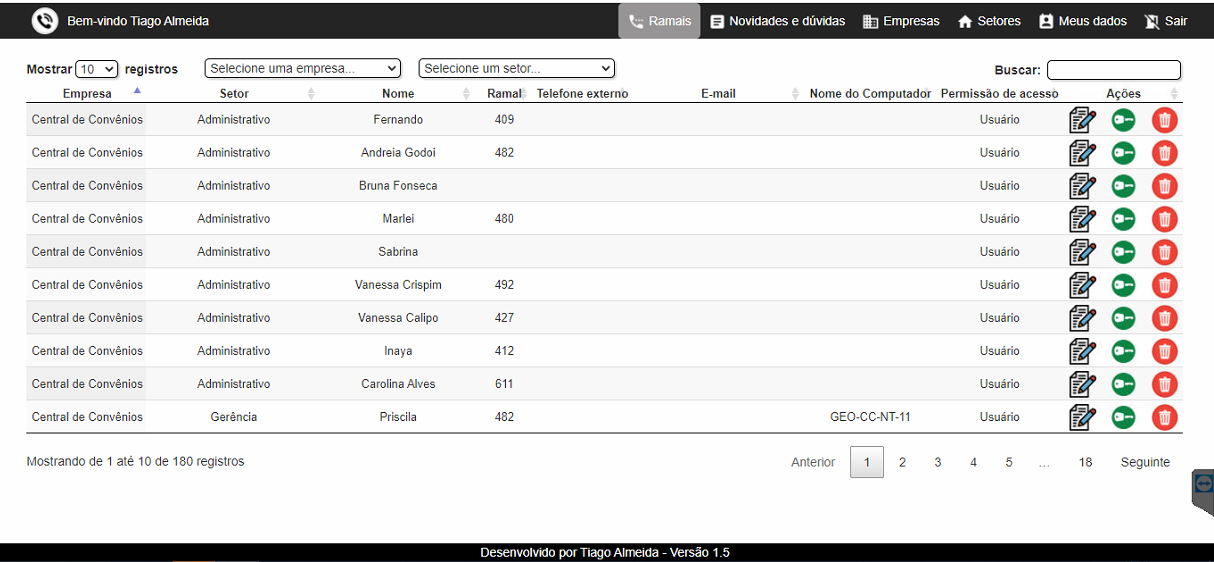 Bem-vindo Tiago Almeida Ramais Novidades e dúvidas Empresas Setores Meus dados Sair
Mostrar 10 registros Selecione uma empresa... Selecione um setor... Buscar:
Empresa Setor Nome Ramal Telefone externo E-mail Nome do Computador Permissão de acesso Ações
Central de Convênios Administrativo Fernando 409 Usuário
Central de Convênios Administrativo Andreia Godoi 482 Usuário
Central de Convênios Administrativo Bruna Fonseca Usuário
Central de Convênios Administrativo Marlei 480 Usuário
Central de Convênios Administrativo Sabrina Usuário
Central de Convênios Administrativo Vanessa Crispim 492 Usuário
Central de Convênios Administrativo Vanessa Calipo 427 Usuário
Central de Convênios Administrativo Inaya 412 Usuário
Central de Convênios Administrativo Carolina Alves 611 Usuário
Central de Convênios Gerência Priscila 482 GEO-CC-NT-11 Usuário
Mostrando de 1 até 10 de 180 registros Anterior 1 2 3 4 5 ... 18 Seguinte
Desenvolvido por Tiago Almeida - Versão 1.5